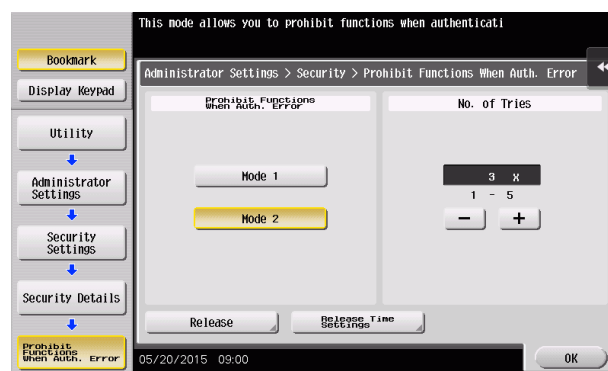 This mode allows you to prohibit functions when authenticati
Bookmark
Display Keypad
Utility
Administrator
Settings
Security
Settings
Security Details
Prohibit
Functions
When Auth. Error
Administrator Settings > Security > Prohibit Functions When Auth. Error
Prohibit Functions
When Auth. Error
Mode 1
Mode 2
No. of Tries
3 X
1 - 5
− +
Release
Release Time
Settings
05/20/2015 09:00
OK